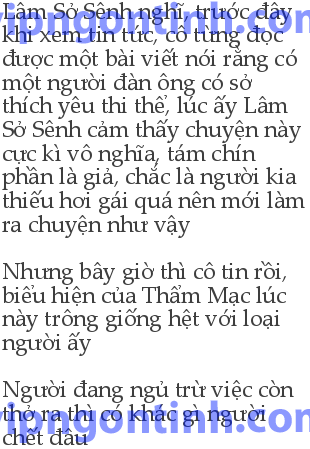 Lâm Sở Sênh nghĩ, trước đây
khi xem tin tức, cô từng đọc
được một bài viết nói rằng có
một người đàn ông có sở
thích yêu thi thể, lúc ấy Lâm
Sở Sênh cảm thấy chuyện này
cực kì vô nghĩa, tám chín
phần là giả, chắc là người kia
thiếu hơi gái quá nên mới làm
ra chuyện như vậy
Nhưng bây giờ thì cô tin rồi,
biểu hiện của Thẩm Mạc lúc
này trông giống hệt với loại
người ấy
Người đang ngủ trừ việc còn
thở ra thì có khác gì người
chết đâu
ipngontinh.com
ipngontinh.com